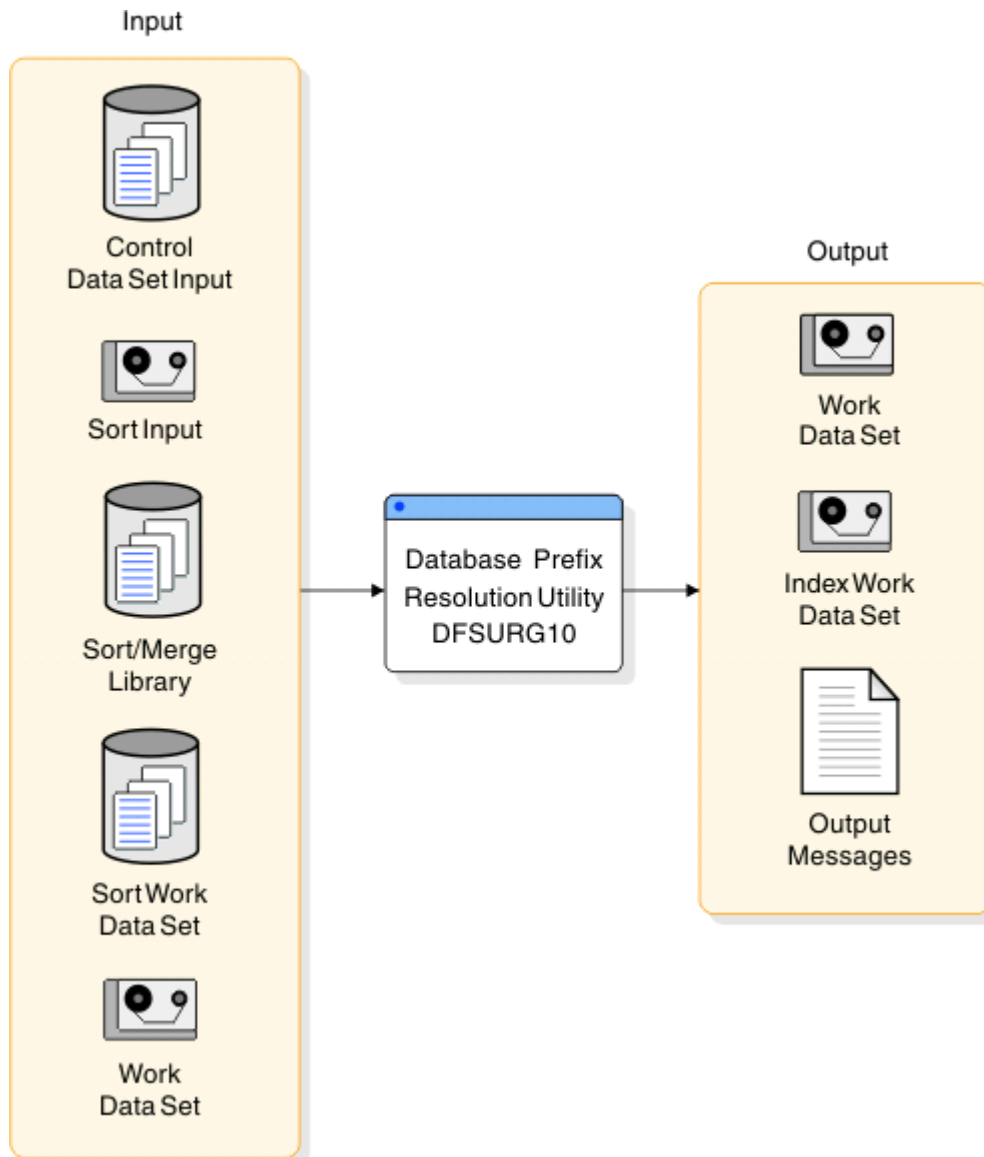 Input
Control
Data Set Input
Sort Input
Sort/Merge
Library
Sort Work
Data Set
Work
Data Set
Database Prefix
Resolution Utility
DFSURG10
Output
Work
Data Set
Index Work
Data Set
Output
Messages